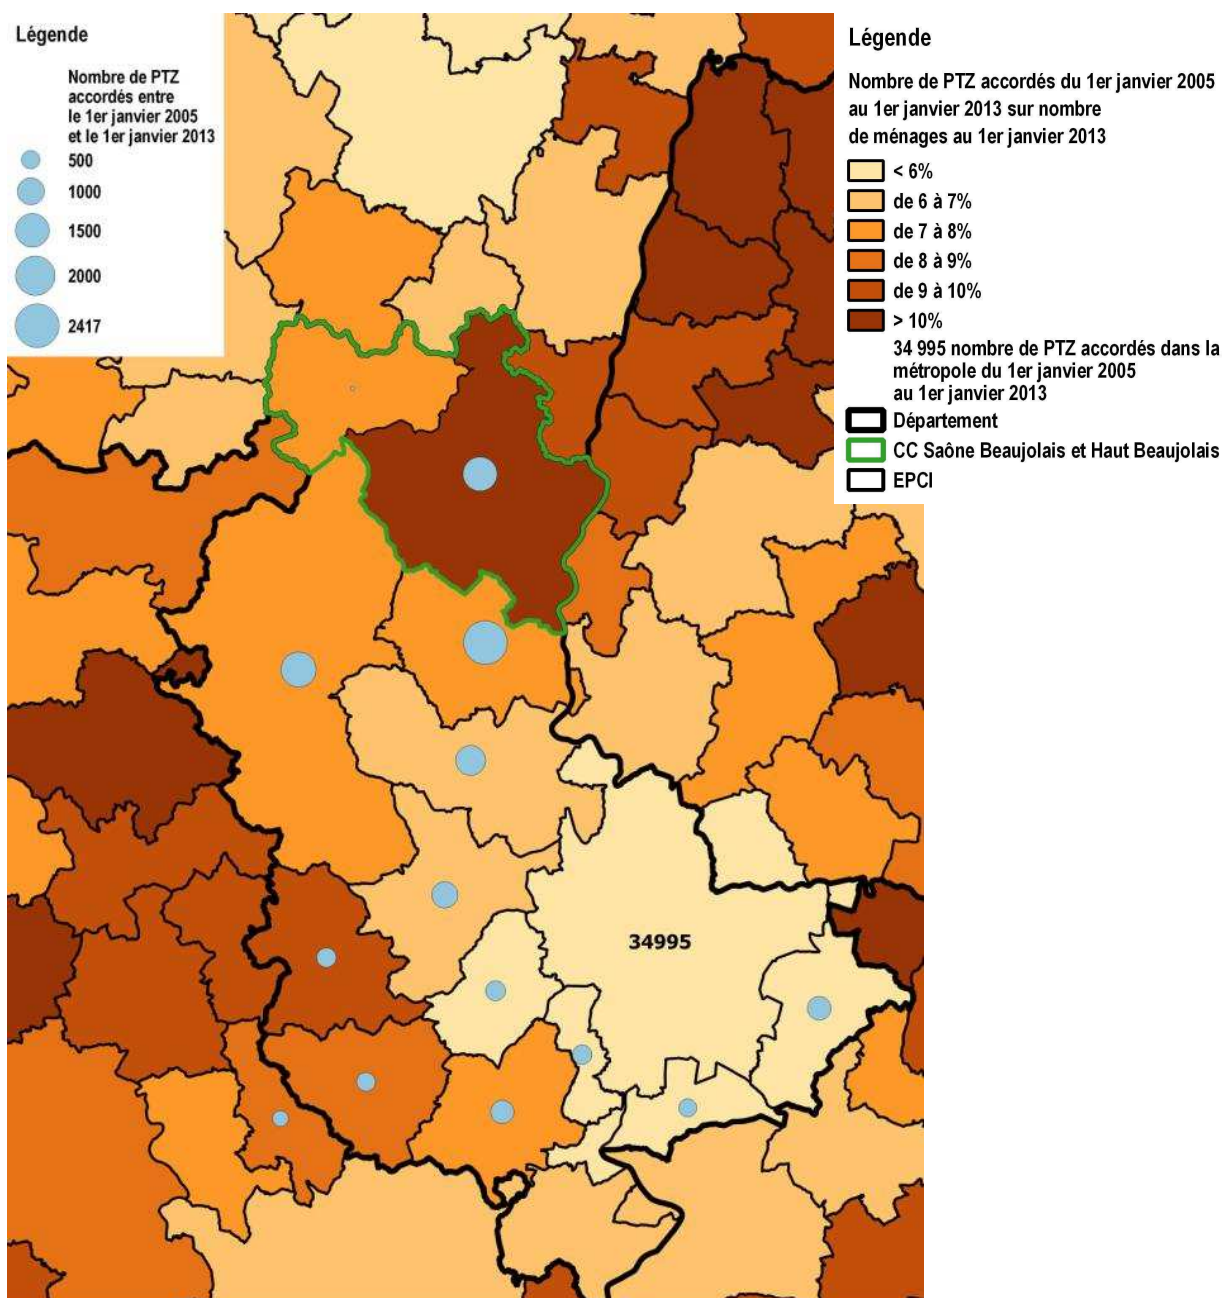 Légende
Nombre de PTZ
accordés entre
le 1er janvier 2005
et le 1er janvier 2013
500
1000
1500
2000
2417
Légende
Nombre de PTZ accordés du 1er janvier 2005
au 1er janvier 2013 sur nombre
de ménages au 1er janvier 2013
< 6%
de 6 à 7%
de 7 à 8%
de 8 à 9%
de 9 à 10%
> 10%
34 995 nombre de PTZ accordés dans la
métropole du 1er janvier 2005
au 1er janvier 2013
Département
CC Saône Beaujolais et Haut Beaujolais
EPCI
34995